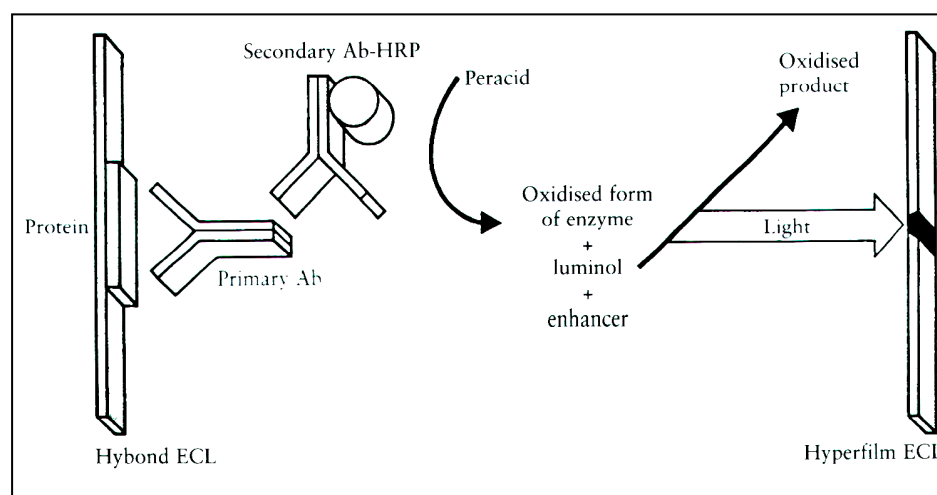 Secondary Ab-HRP
Peracid
Oxidised
product
Protein
Primary Ab
Oxidised form
of enzyme
+
luminol
+
enhancer
Light
Hybond ECL
Hyperfilm ECL